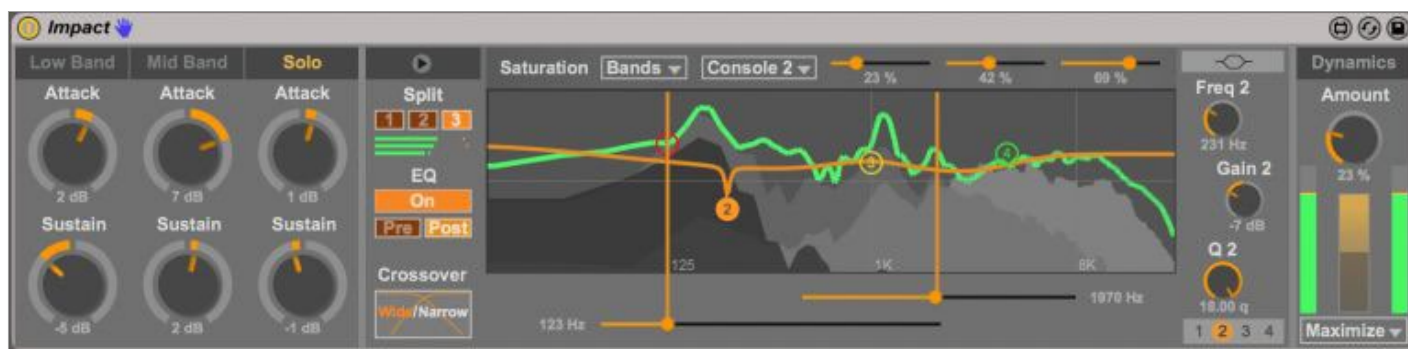 Impact
Low Band Mid Band Solo
Attack Attack Attack
2 dB 7 dB 1 dB
Sustain Sustain Sustain
-5 dB 2 dB -1 dB
Split
1 2 3
EQ
On
Pre Post
Crossover
Wide/Narrow
Saturation Bands Console 2
23 % 42 % 69 %
1 2 3 4
125 1K 8K
1970 Hz
123 Hz
Freq 2
231 Hz
Gain 2
-7 dB
Q 2
18.00 q
1 2 3 4
Dynamics
Amount
23 %
Maximize